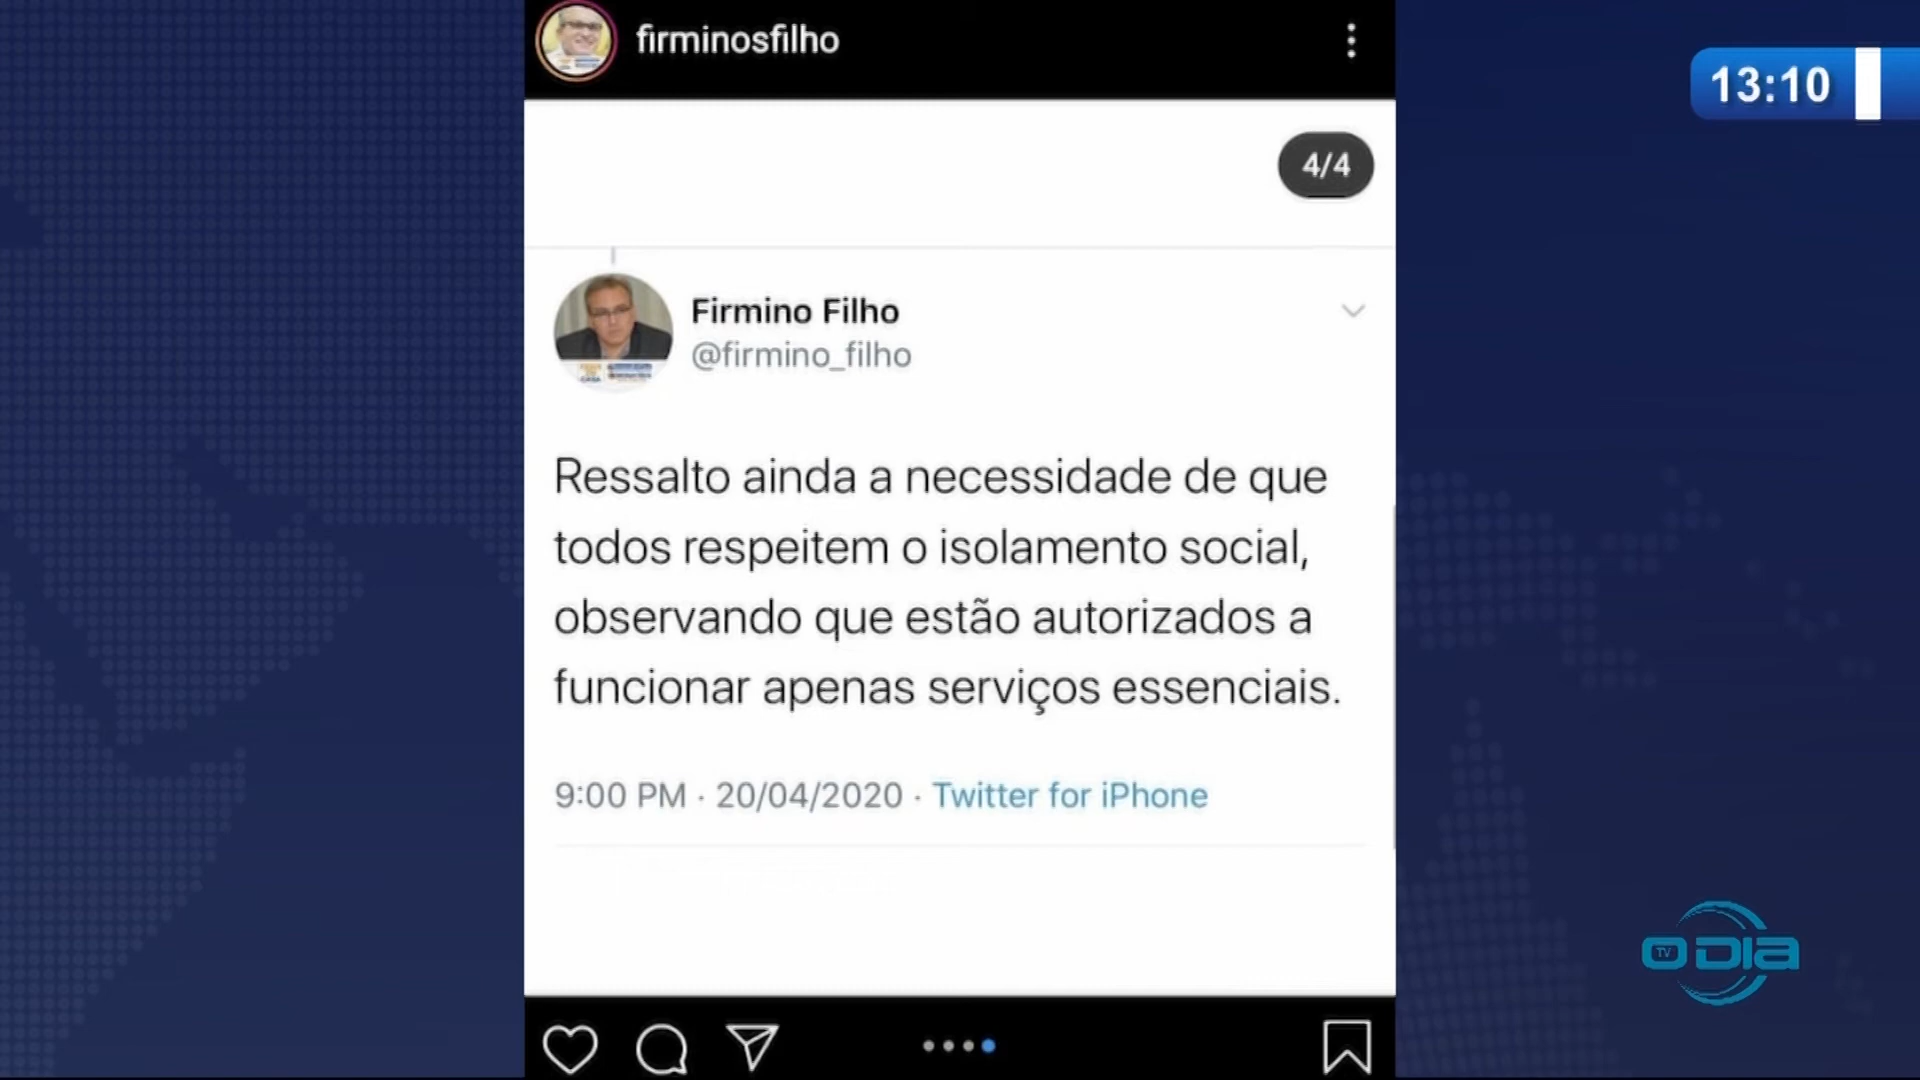 firminosfilho
13:10
4/4
Firmino Filho
@firmino_filho
Ressalto ainda a necessidade de que
todos respeitem o isolamento social,
observando que estão autorizados a
funcionar apenas serviços essenciais.
9:00 PM · 20/04/2020 · Twitter for iPhone
TV O DIA